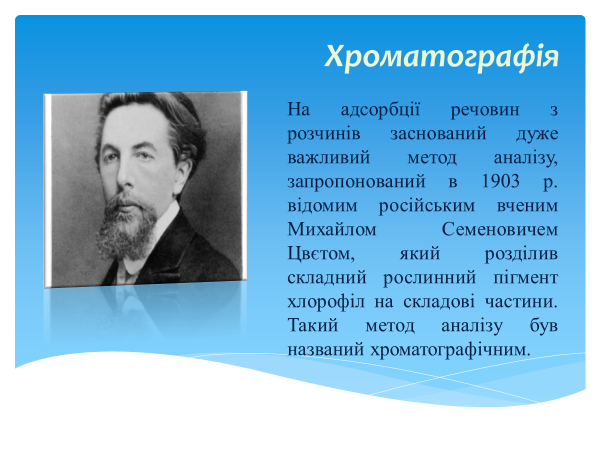 Хроматографія
На адсорбції речовин з
розчинів заснований дуже
важливий метод аналізу,
запропонований в 1903 р.
відомим російським вченим
Михайлом Семеновичем
Цвєтом, який розділив
складний рослинний пігмент
хлорофіл на складові частини.
Такий метод аналізу був
названий хроматографічним.